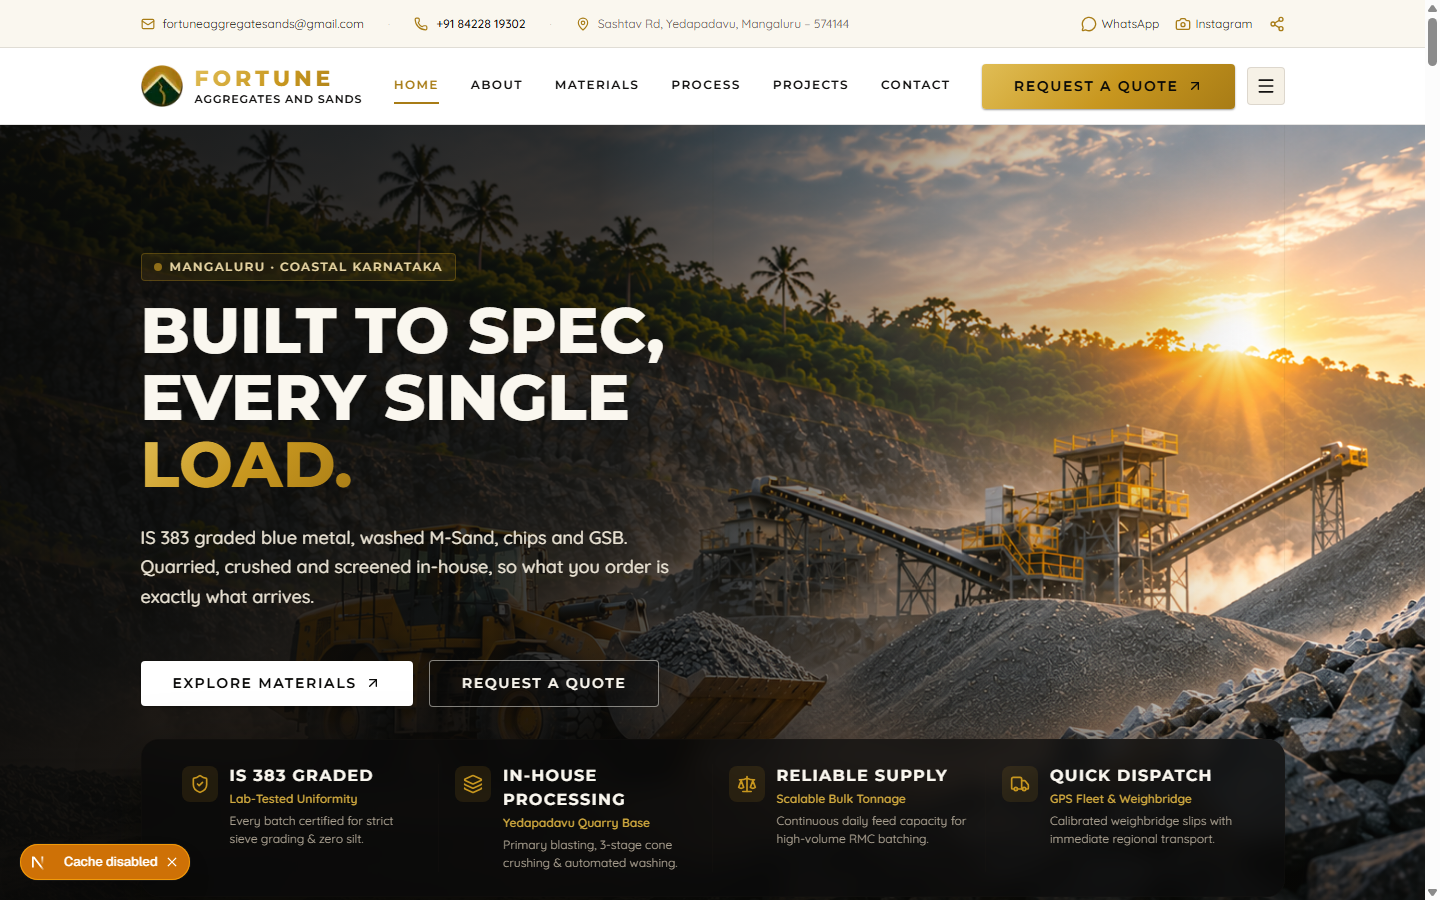 fortuneaggregatesands@gmail.com
+91 84228 19302
Sashtav Rd, Yedapadavu, Mangaluru – 574144
WhatsApp
Instagram
FORTUNE
AGGREGATES AND SANDS
HOME
ABOUT
MATERIALS
PROCESS
PROJECTS
CONTACT
REQUEST A QUOTE
MANGALURU · COASTAL KARNATAKA
BUILT TO SPEC,
EVERY SINGLE
LOAD.
IS 383 graded blue metal, washed M-Sand, chips and GSB.
Quarried, crushed and screened in-house, so what you order is
exactly what arrives.
EXPLORE MATERIALS
REQUEST A QUOTE
IS 383 GRADED
Lab-Tested Uniformity
Every batch certified for strict
sieve grading & zero silt.
IN-HOUSE
PROCESSING
Yedapadavu Quarry Base
Primary blasting, 3-stage cone
crushing & automated washing.
RELIABLE SUPPLY
Scalable Bulk Tonnage
Continuous daily feed capacity for
high-volume RMC batching.
QUICK DISPATCH
GPS Fleet & Weighbridge
Calibrated weighbridge slips with
immediate regional transport.
Cache disabled